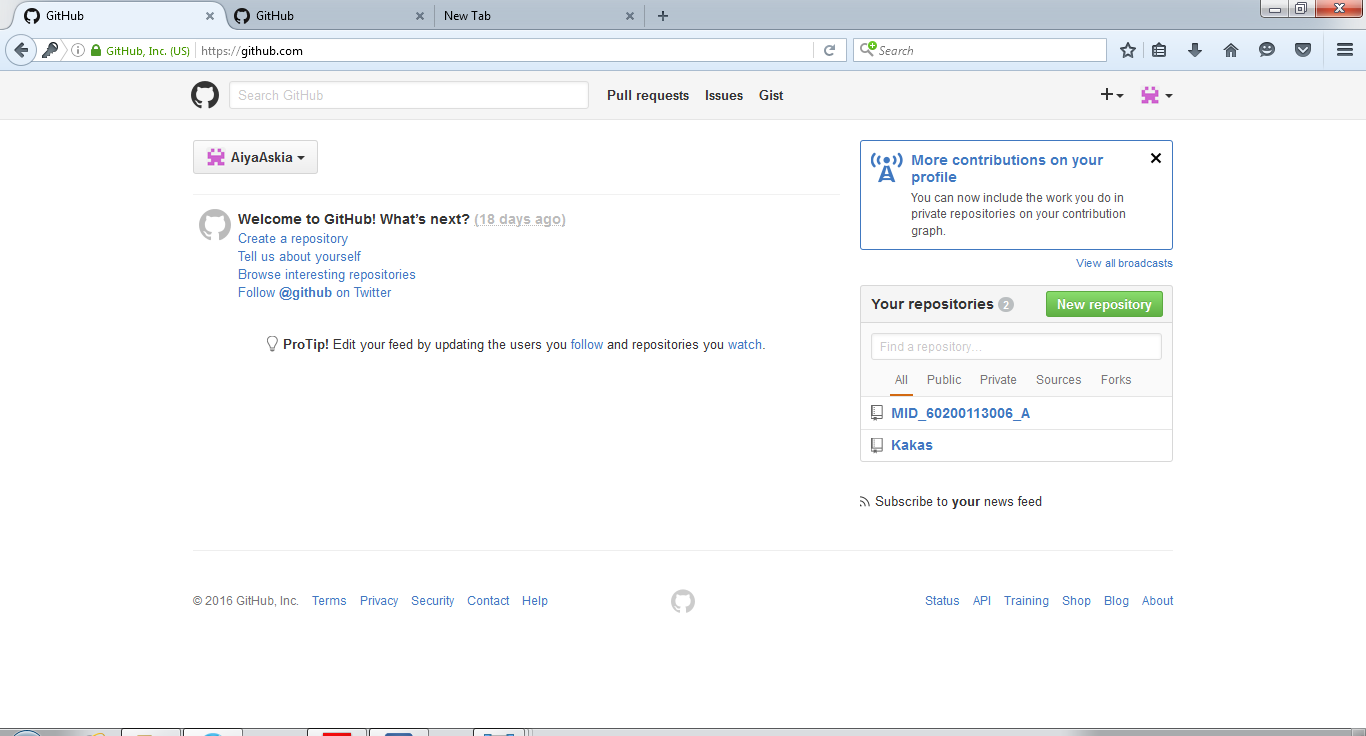 GitHub
GitHub
New Tab
GitHub, Inc. (US) https://github.com
Search
Search GitHub
Pull requests Issues Gist
AiyaAskia
Welcome to GitHub! What's next? (18 days ago)
Create a repository
Tell us about yourself
Browse interesting repositories
Follow @github on Twitter
ProTip! Edit your feed by updating the users you follow and repositories you watch.
More contributions on your
profile
You can now include the work you do in
private repositories on your contribution
graph.
View all broadcasts
Your repositories 2
New repository
Find a repository...
All Public Private Sources Forks
MID_60200113006_A
Kakas
Subscribe to your news feed
© 2016 GitHub, Inc. Terms Privacy Security Contact Help
Status API Training Shop Blog About